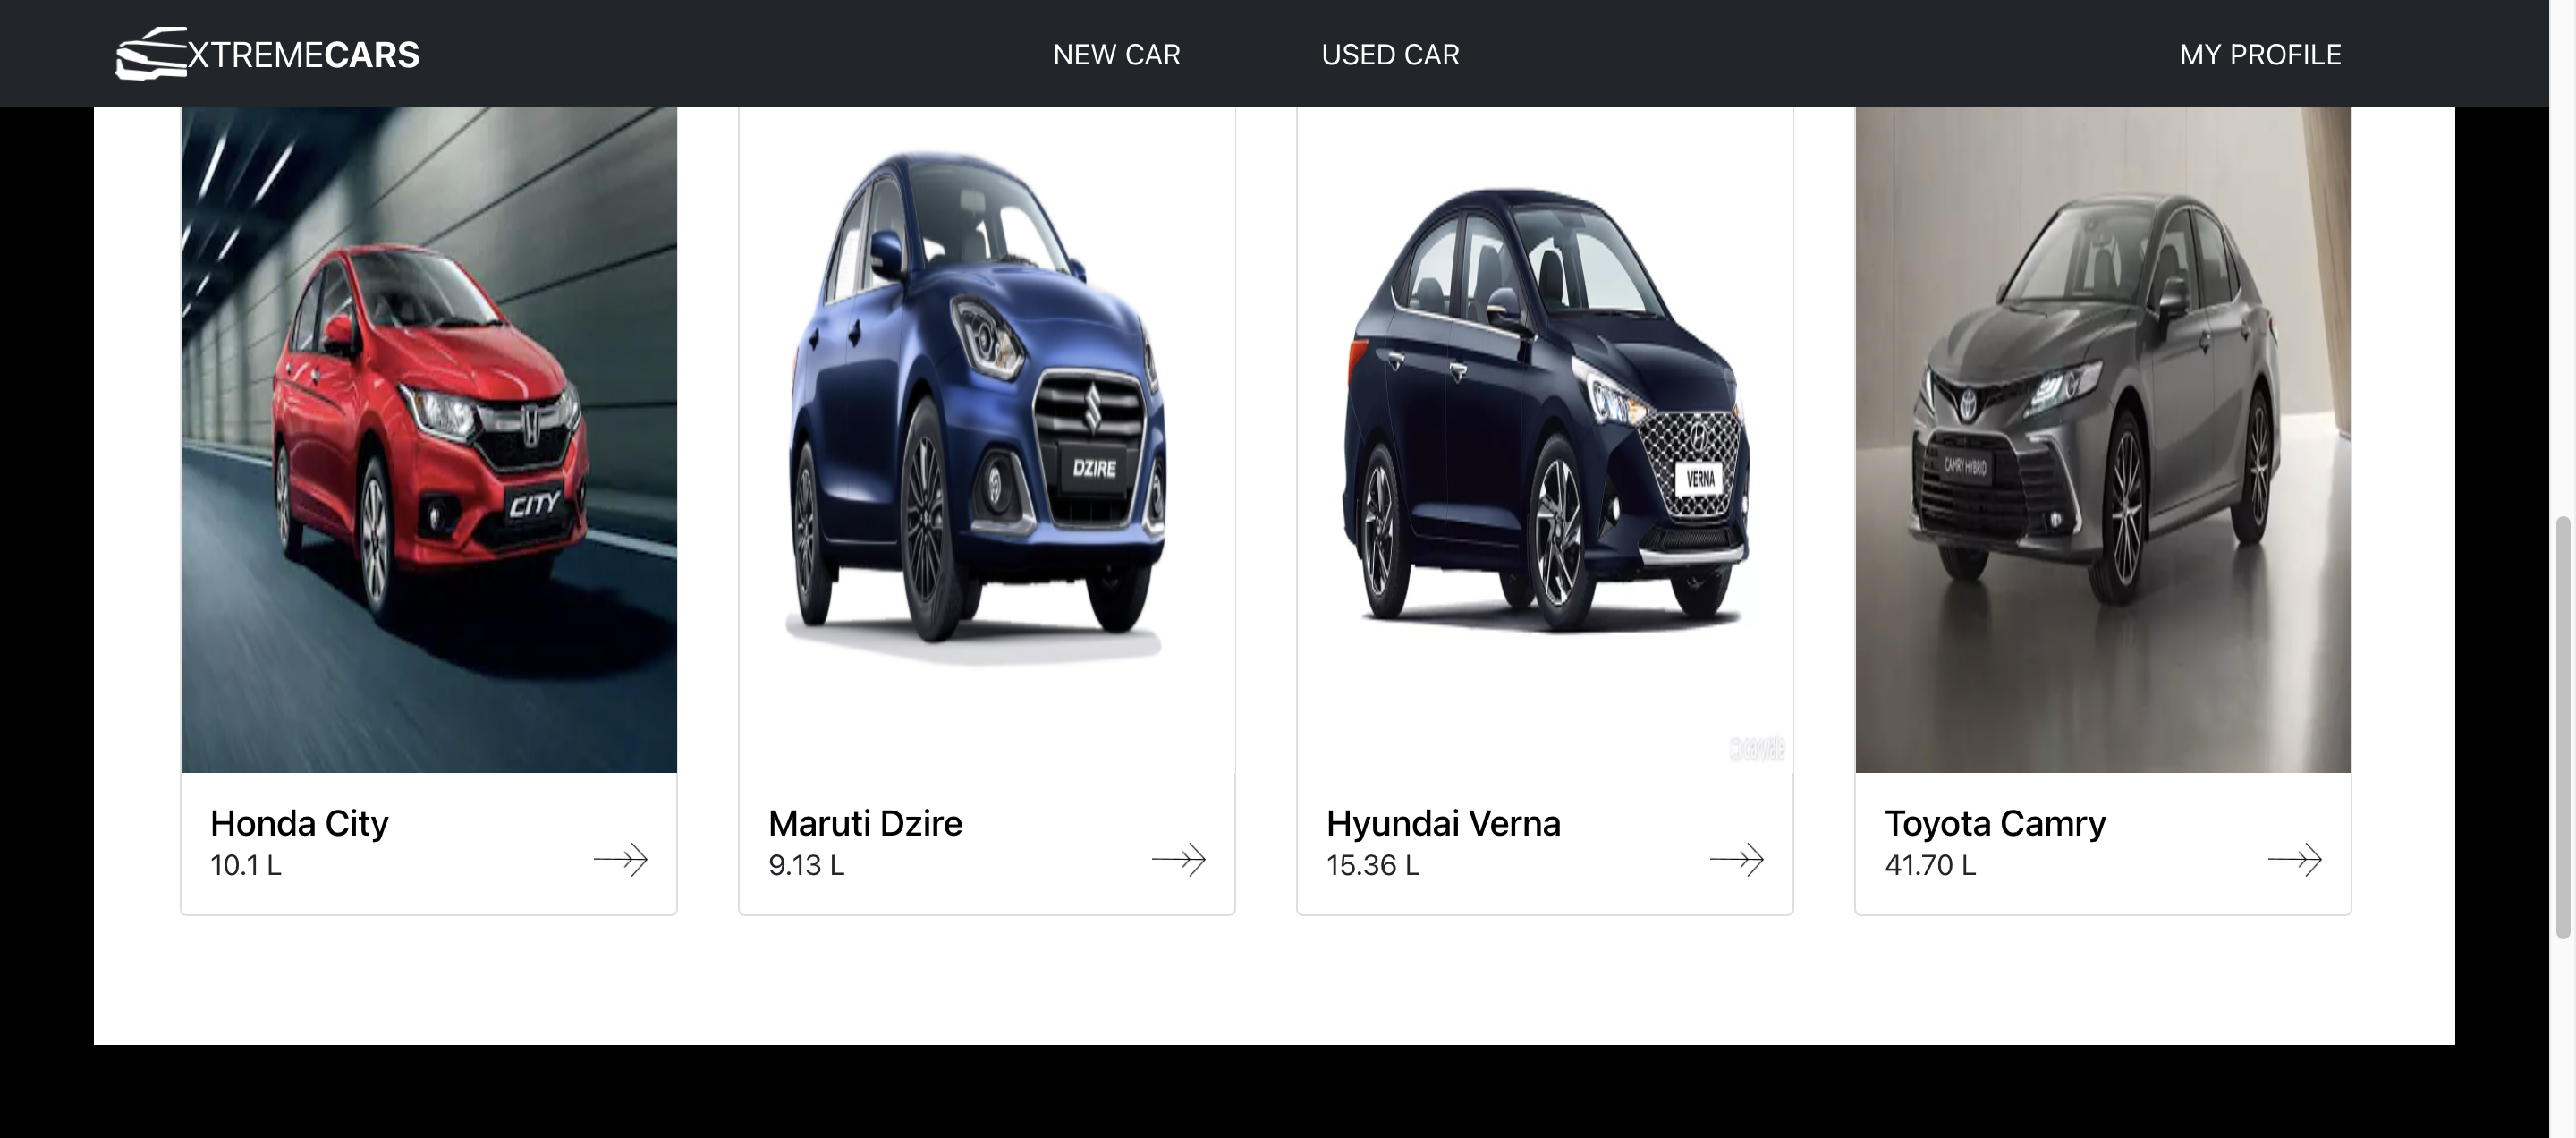 XTREMECARS
NEW CAR
USED CAR
MY PROFILE
CITY
DZIRE
VERNA
CAMRY HYBRID
carwale
Honda City
10.1 L
Maruti Dzire
9.13 L
Hyundai Verna
15.36 L
Toyota Camry
41.70 L